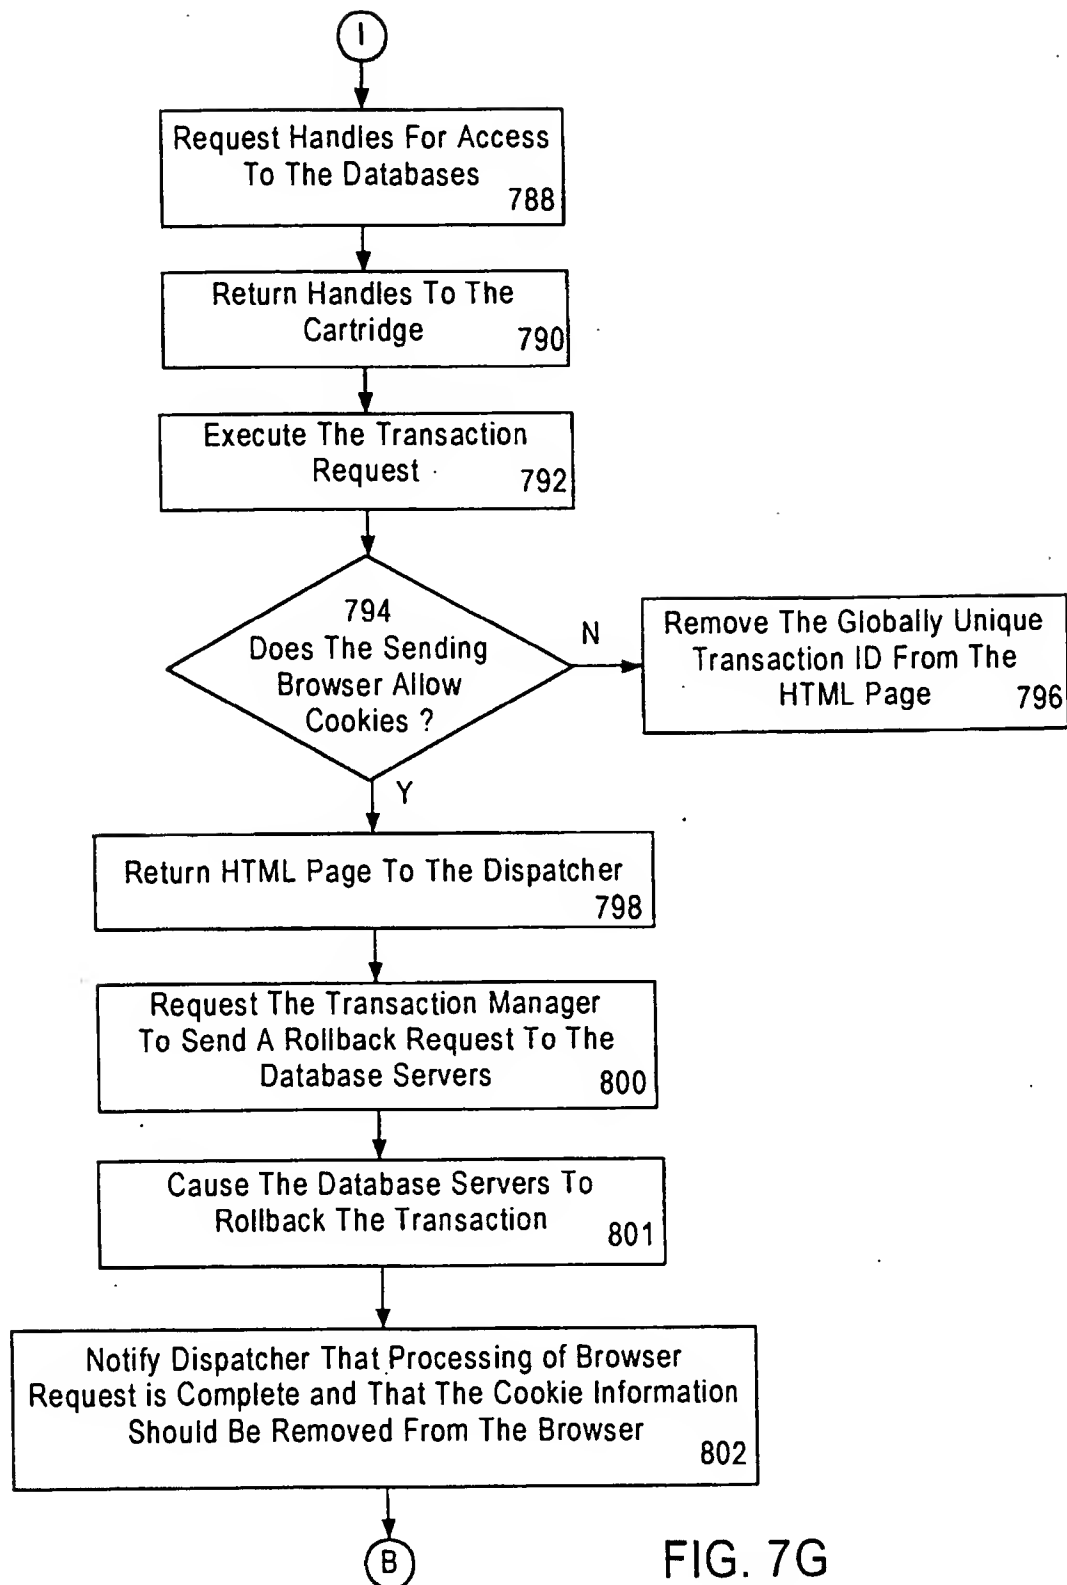 I
Request Handles For Access
To The Databases
788
Return Handles To The
Cartridge
790
Execute The Transaction
Request
792
794
Does The Sending
Browser Allow
Cookies ?
N
Remove The Globally Unique
Transaction ID From The
HTML Page
796
Y
Return HTML Page To The Dispatcher
798
Request The Transaction Manager
To Send A Rollback Request To The
Database Servers
800
Cause The Database Servers To
Rollback The Transaction
801
Notify Dispatcher That Processing of Browser
Request is Complete and That The Cookie Information
Should Be Removed From The Browser
802
B
FIG. 7G